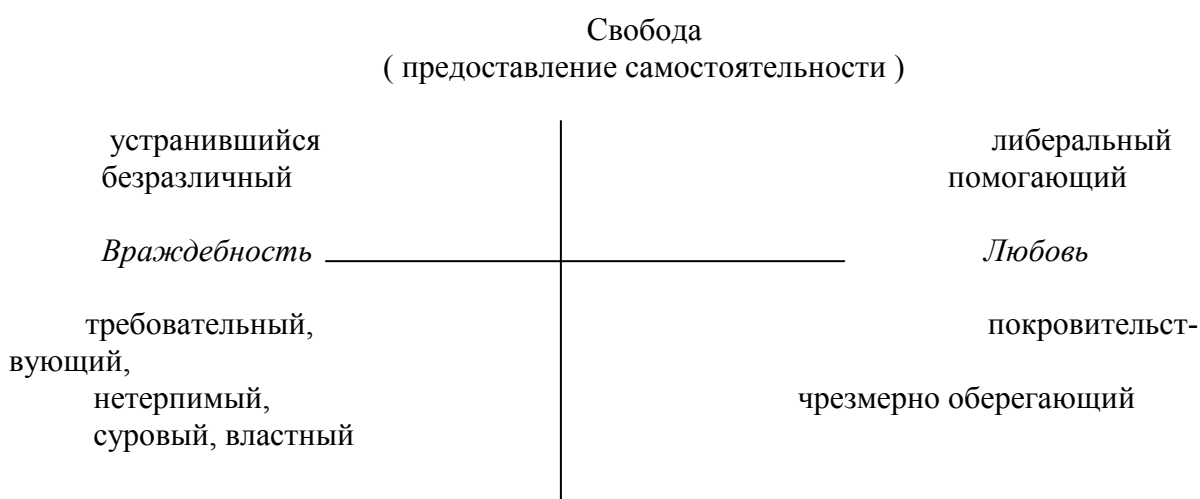 Свобода
( предоставление самостоятельности )
устранившийся либеральный
безразличный помогающий
Враждебность Любовь
требовательный, покровительст-
вующий,
нетерпимый, чрезмерно оберегающий
суровый, властный